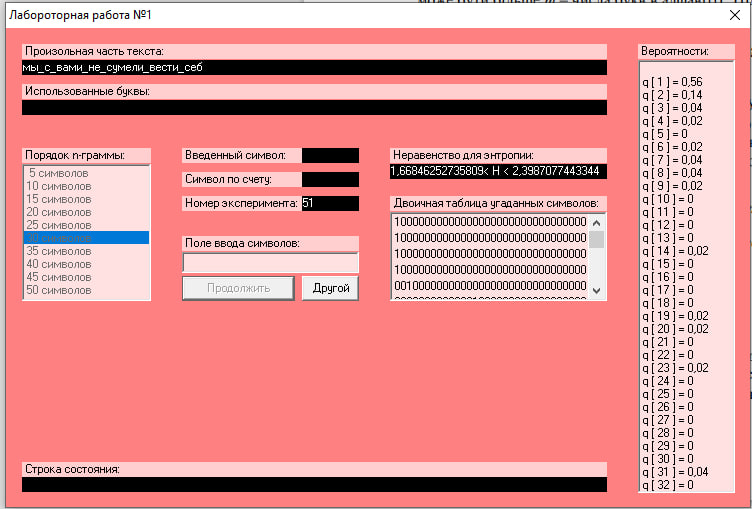 Лабороторная работа №1
Произольная часть текста:
мы_с_вами_не_сумели_вести_себ
Использованные буквы:
Порядок n-граммы:
5 символов
10 символов
15 символов
20 символов
25 символов
35 символов
40 символов
45 символов
50 символов
Введенный символ:
Символ по счету:
Номер эксперимента: 51
Поле ввода символов:
Продолжить
Другой
Неравенство для энтропии:
1,66846252735809< H < 2,3987077443344
Двоичная таблица угаданных символов:
10000000000000000000000000000000
10000000000000000000000000000000
10000000000000000000000000000000
10000000000000000000000000000000
00100000000000000000000000000000
Строка состояния:
Вероятности:
q [ 1 ] = 0,56
q [ 2 ] = 0,14
q [ 3 ] = 0,04
q [ 4 ] = 0,02
q [ 5 ] = 0
q [ 6 ] = 0,02
q [ 7 ] = 0,04
q [ 8 ] = 0,04
q [ 9 ] = 0,02
q [ 10 ] = 0
q [ 11 ] = 0
q [ 12 ] = 0
q [ 13 ] = 0
q [ 14 ] = 0,02
q [ 15 ] = 0
q [ 16 ] = 0
q [ 17 ] = 0
q [ 18 ] = 0
q [ 19 ] = 0,02
q [ 20 ] = 0,02
q [ 21 ] = 0
q [ 22 ] = 0
q [ 23 ] = 0,02
q [ 24 ] = 0
q [ 25 ] = 0
q [ 26 ] = 0
q [ 27 ] = 0
q [ 28 ] = 0
q [ 29 ] = 0
q [ 30 ] = 0
q [ 31 ] = 0,04
q [ 32 ] = 0